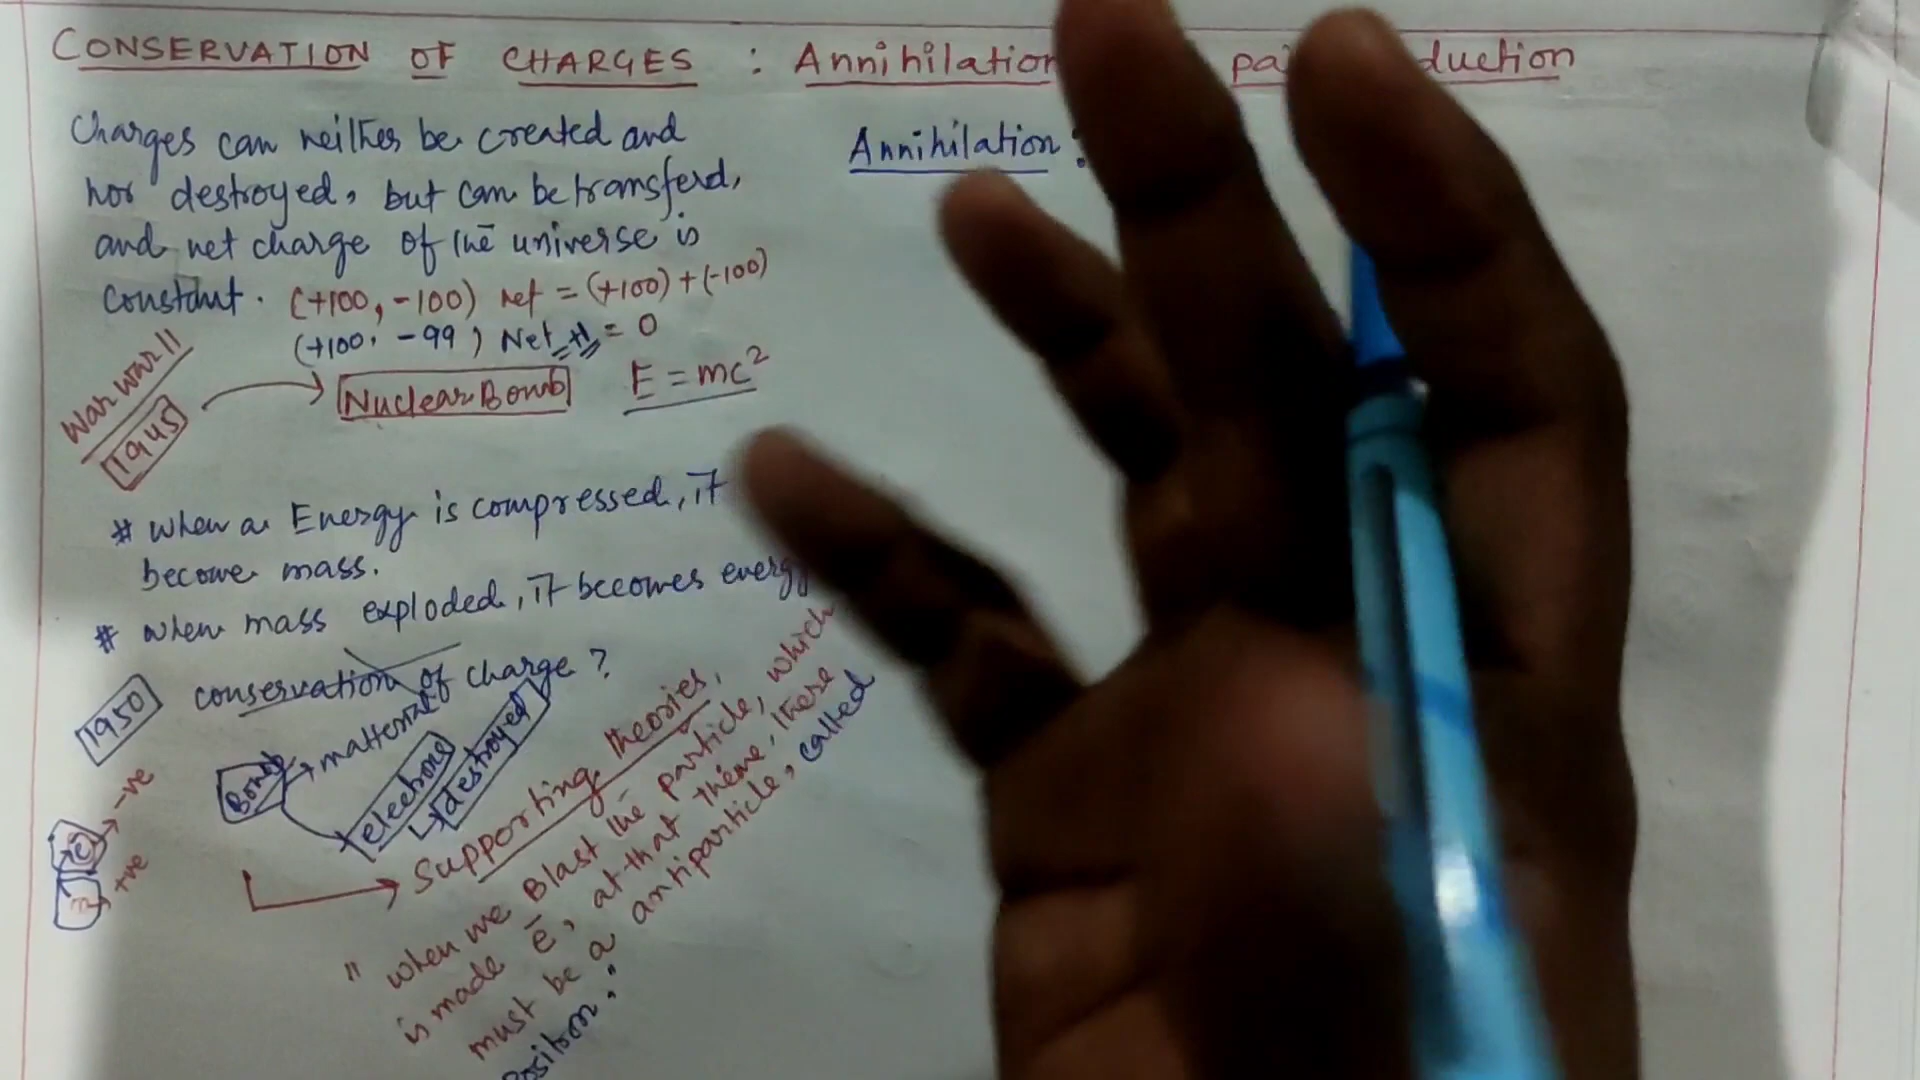 CONSERVATION OF CHARGES : Annihilation pai duction
Charges can neither be created and
nor destroyed, but can be transferd,
and net charge of the universe is
constant. (+100, -100) net = (+100) + (-100)
(+100, -99) Net +1 = 0
War war II
1945
Nuclear Bomb E = mc²
# when a Energy is compressed, it
become mass.
# when mass exploded, it becomes energy
1950
conservation of charge?
Bomb
material
electrons
destroyed
-ve
+ve
e
Supporting theories,
" when we Blast the particle, which
is made ē, at that theme, there
must be a antiparticle, called
positron."
Annihilation :